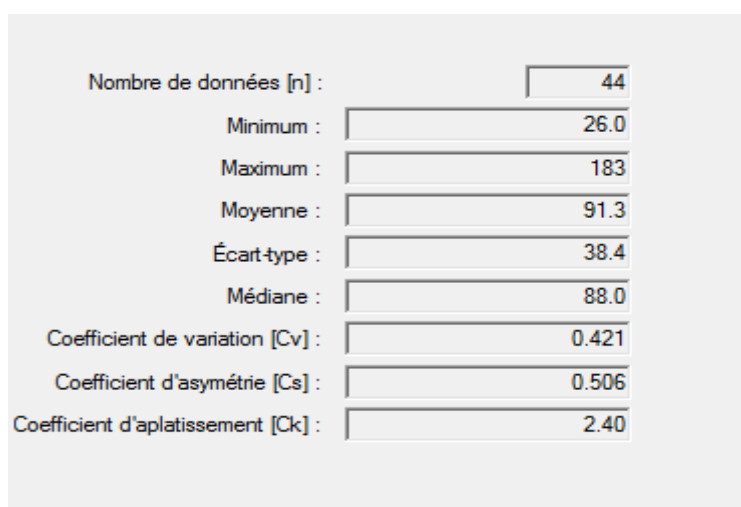 Nombre de données [n] : 44
Minimum : 26.0
Maximum : 183
Moyenne : 91.3
Écart-type : 38.4
Médiane : 88.0
Coefficient de variation [Cv] : 0.421
Coefficient d'asymétrie [Cs] : 0.506
Coefficient d'aplatissement [Ck] : 2.40